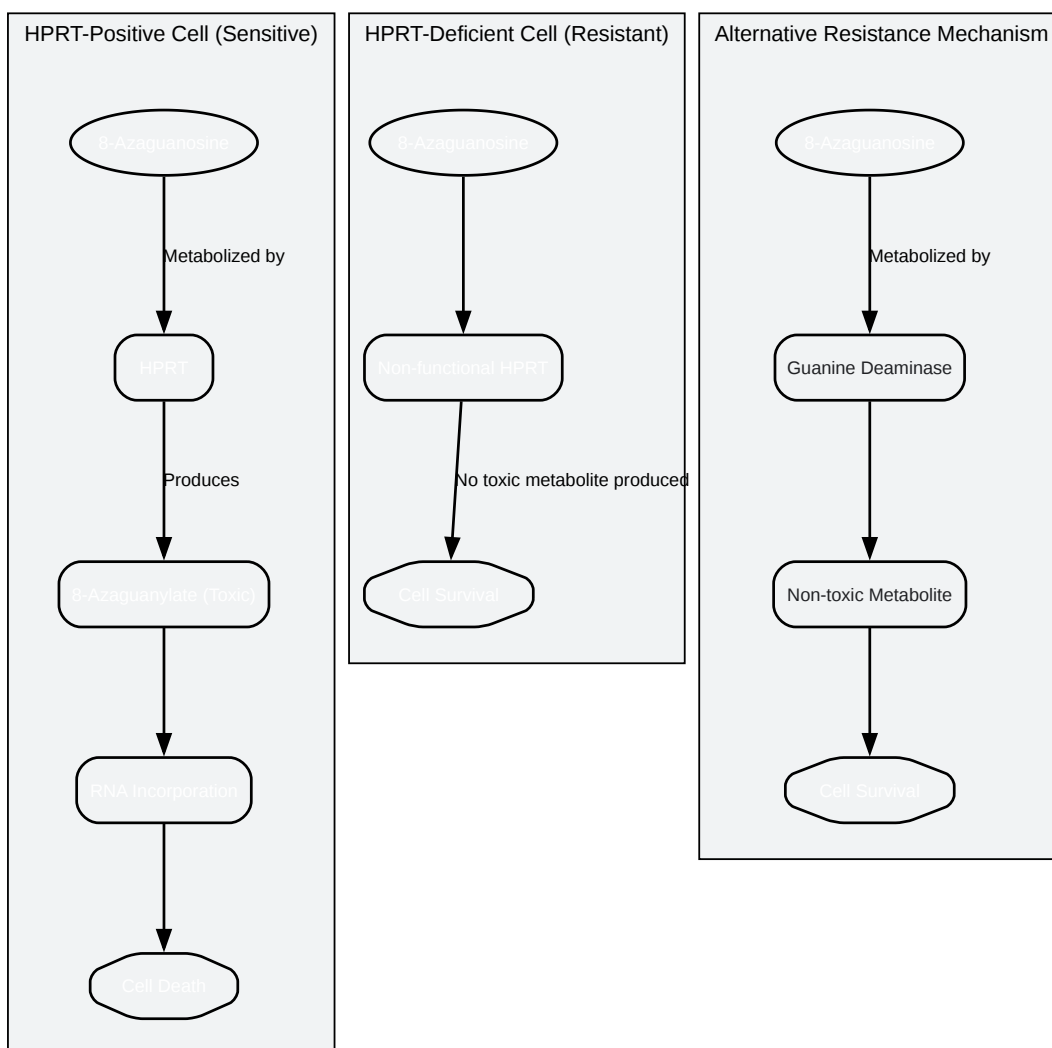 HPRT-Positive Cell (Sensitive)
8-Azaguanosine
Metabolized by
HPRT
Produces
8-Azaguanylate (Toxic)
RNA Incorporation
Cell Death
HPRT-Deficient Cell (Resistant)
8-Azaguanosine
Non-functional HPRT
No toxic metabolite produced
Cell Survival
Alternative Resistance Mechanism
8-Azaguanosine
Metabolized by
Guanine Deaminase
Non-toxic Metabolite
Cell Survival